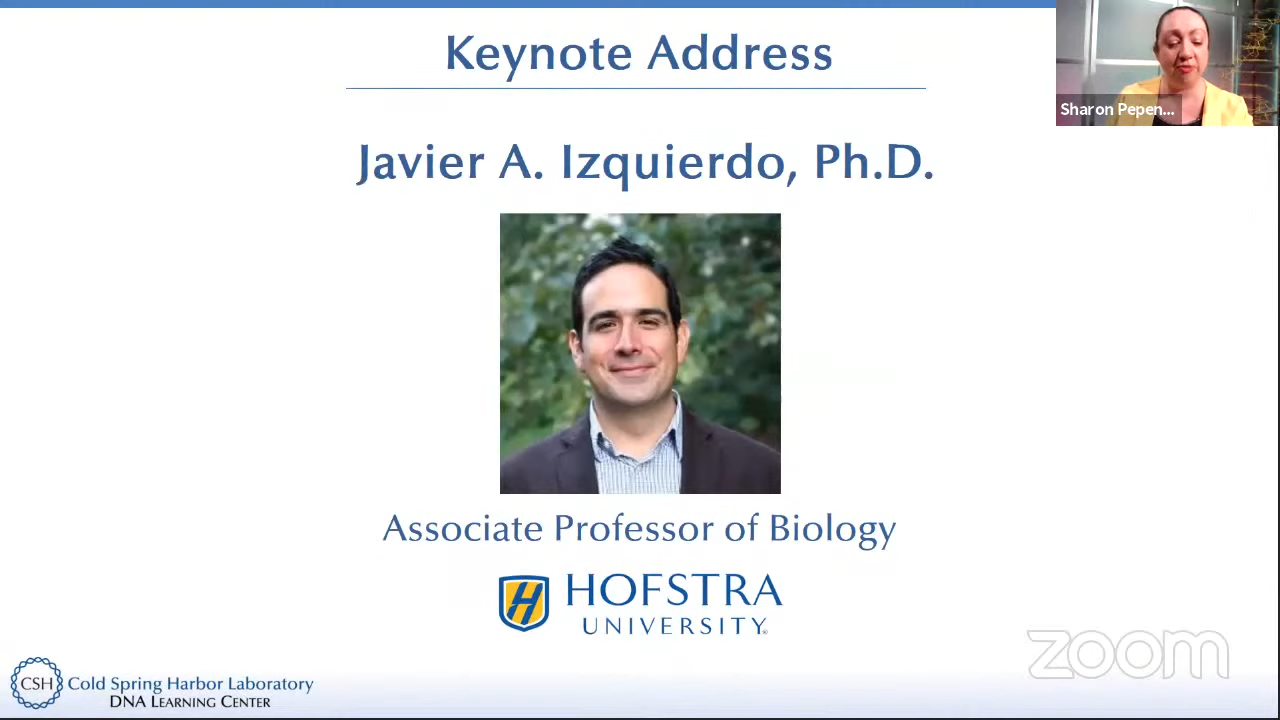 Keynote Address
Sharon Pepen...
Javier A. Izquierdo, Ph.D.
Associate Professor of Biology
H
HOFSTRA
UNIVERSITY®
zoom
CSH
Cold Spring Harbor Laboratory
DNA LEARNING CENTER